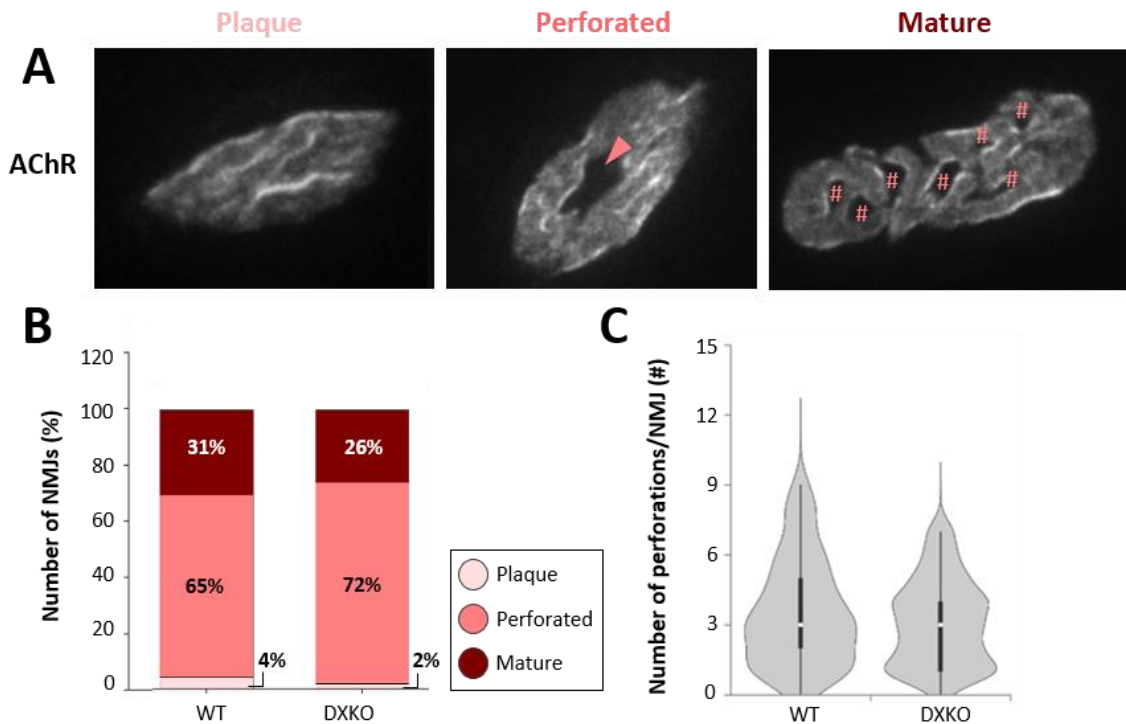 Plaque
Perforated
Mature
A
AChR
#
#
#
#
#
#
#
B
C
Number of NMJs (%)
120
100
80
60
40
20
0
31%
26%
65%
72%
4%
2%
WT
DXKO
Plaque
Perforated
Mature
Number of perforations/NMJ (#)
15
12
9
6
3
0
WT
DXKO